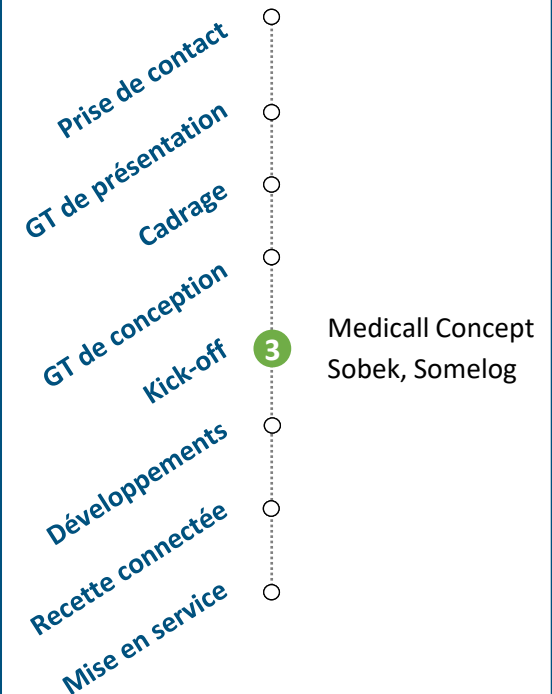 Prise de contact
GT de présentation
Cadrage
GT de conception
Kick-off
3
Medicall Concept
Sobek, Somelog
Développements
Recette connectée
Mise en service